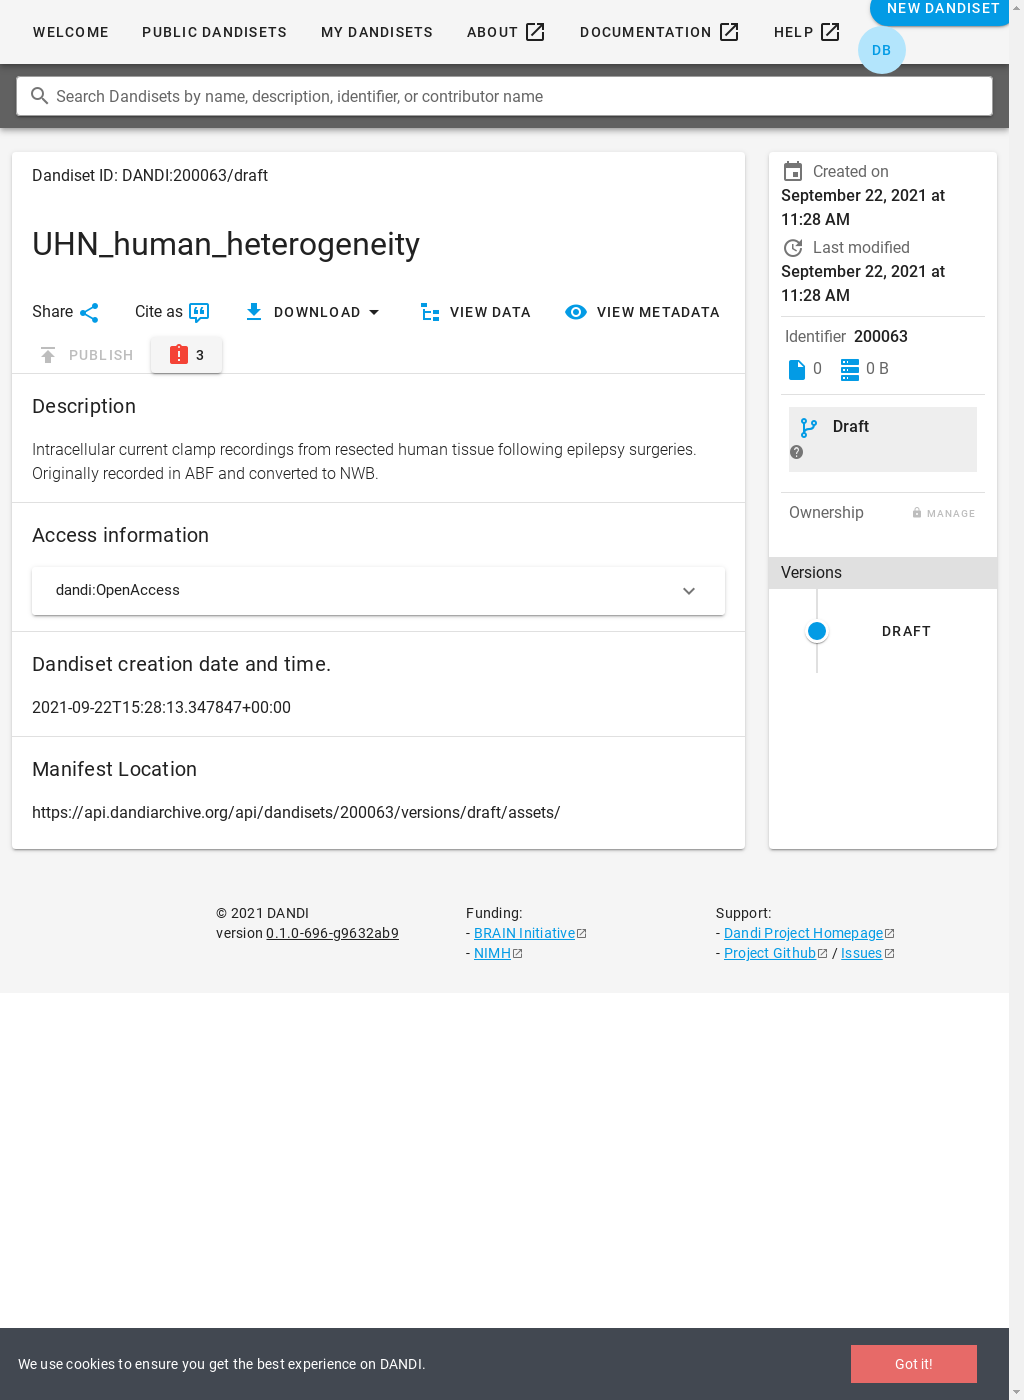 WELCOME PUBLIC DANDISETS MY DANDISETS ABOUT DOCUMENTATION HELP NEW DANDISET
DB
Search Dandisets by name, description, identifier, or contributor name
Dandiset ID: DANDI:200063/draft
UHN_human_heterogeneity
Share Cite as DOWNLOAD VIEW DATA VIEW METADATA
PUBLISH 3
Description
Intracellular current clamp recordings from resected human tissue following epilepsy surgeries.
Originally recorded in ABF and converted to NWB.
Access information
dandi:OpenAccess
Dandiset creation date and time.
2021-09-22T15:28:13.347847+00:00
Manifest Location
https://api.dandiarchive.org/api/dandisets/200063/versions/draft/assets/
Created on
September 22, 2021 at
11:28 AM
Last modified
September 22, 2021 at
11:28 AM
Identifier 200063
0 0 B
Draft
Ownership MANAGE
Versions
DRAFT
© 2021 DANDI
version 0.1.0-696-g9632ab9
Funding:
- BRAIN Initiative
- NIMH
Support:
- Dandi Project Homepage
- Project Github / Issues
We use cookies to ensure you get the best experience on DANDI.
Got it!